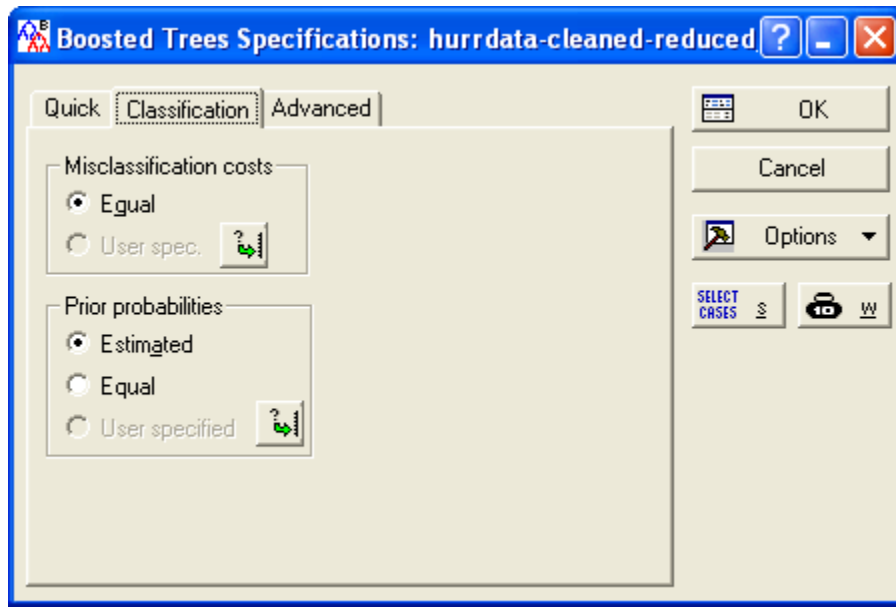 Boosted Trees Specifications: hurrdata-cleaned-reduced
Quick Classification Advanced
Misclassification costs
Equal
User spec.
Prior probabilities
Estimated
Equal
User specified
OK
Cancel
Options
SELECT CASES S
W